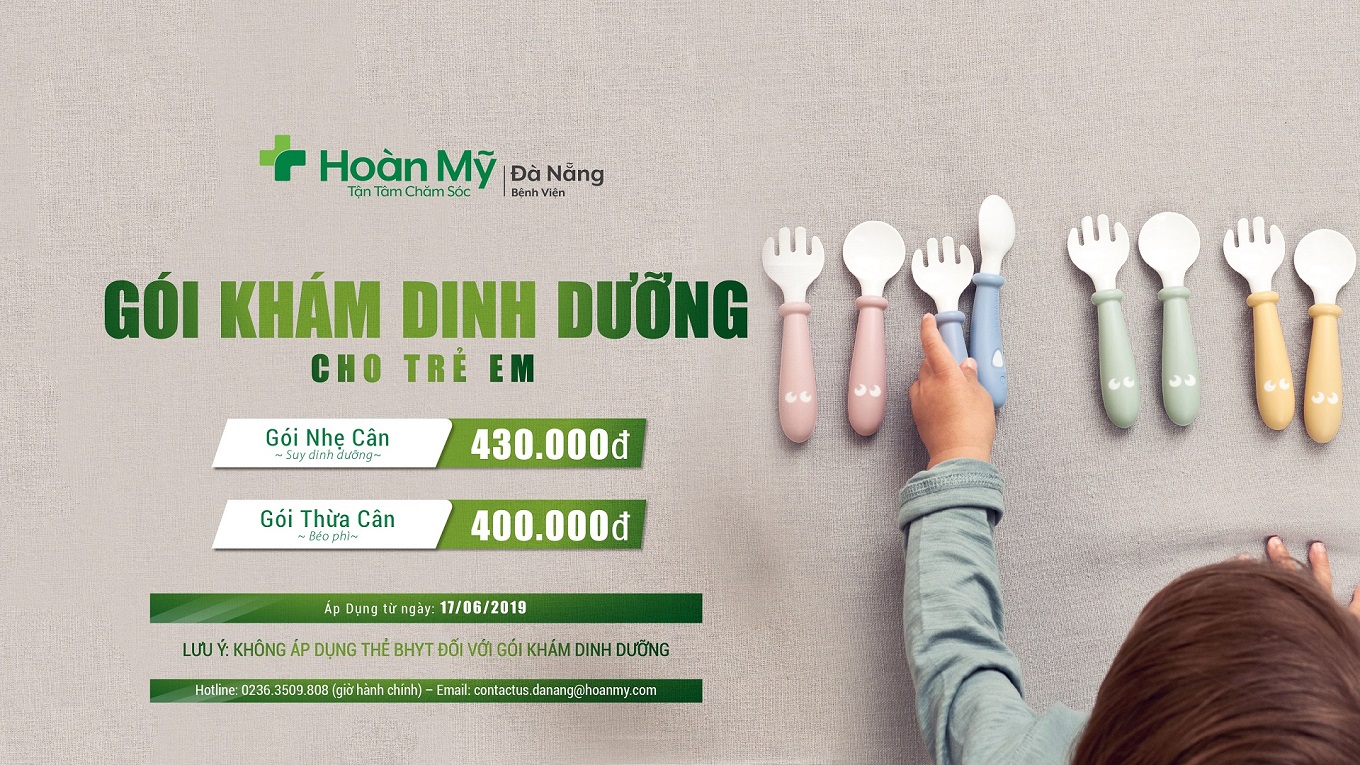 Hoàn Mỹ
Tận Tâm Chăm Sóc
Đà Nẵng
Bệnh Viện
GÓI KHÁM DINH DƯỠNG
CHO TRẺ EM
Gói Nhẹ Cân
~ Suy dinh dưỡng~
430.000đ
Gói Thừa Cân
~ Béo phì~
400.000đ
Áp Dụng từ ngày: 17/06/2019
LƯU Ý: KHÔNG ÁP DỤNG THẺ BHYT ĐỐI VỚI GÓI KHÁM DINH DƯỠNG
Hotline: 0236.3509.808 (giờ hành chính) – Email: contactus.danang@hoanmy.com